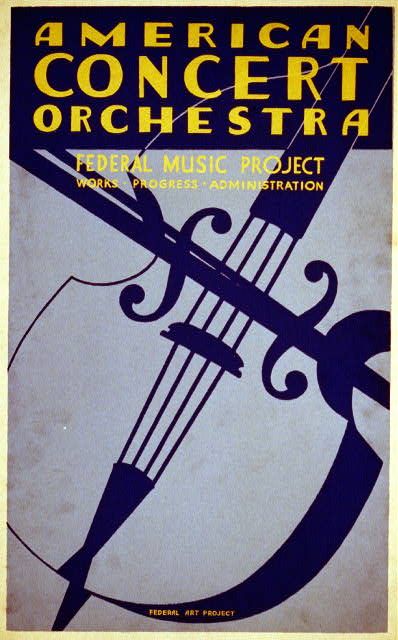 AMERICAN
CONCERT
ORCHESTRA
FEDERAL MUSIC PROJECT
WORKS · PROGRESS · ADMINISTRATION
FEDERAL ART PROJECT